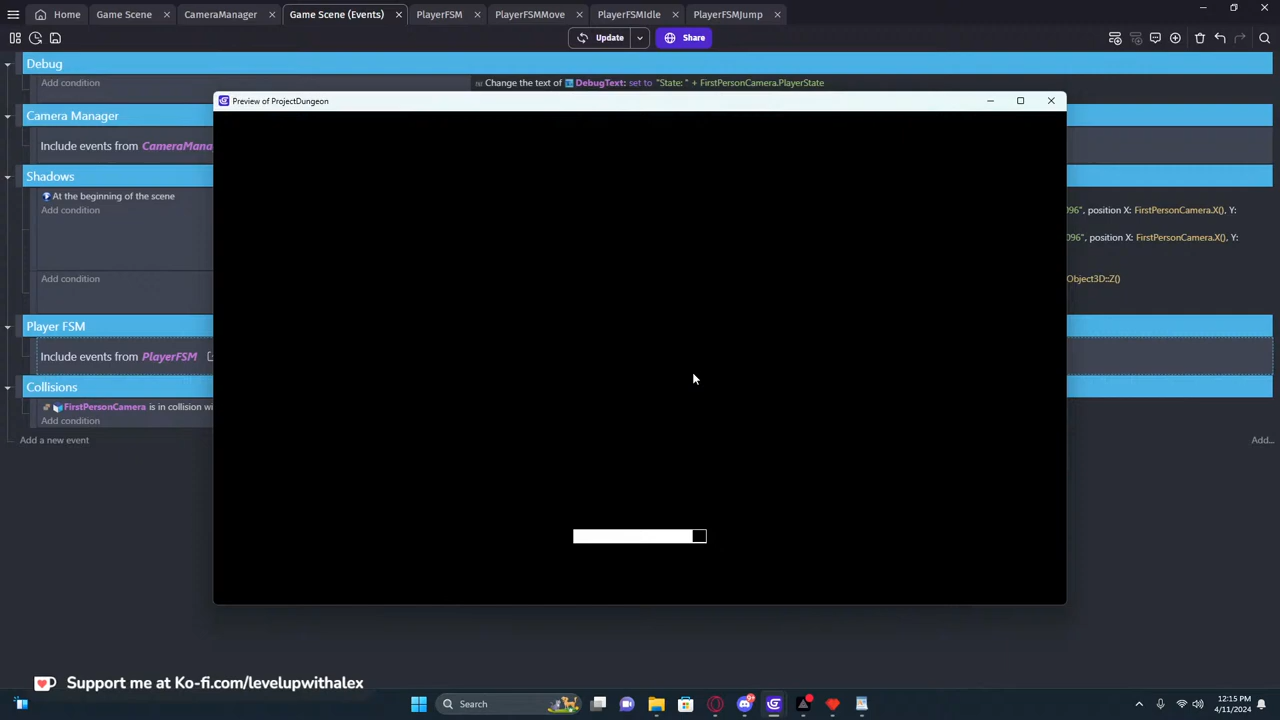 Home
Game Scene
CameraManager
Game Scene (Events)
PlayerFSM
PlayerFSMMove
PlayerFSMIdle
PlayerFSMJump
Update
Share
Debug
Add condition
Change the text of DebugText: set to "State: " + FirstPersonCamera.PlayerState
Preview of ProjectDungeon
Camera Manager
Include events from CameraMana
Shadows
At the beginning of the scene
Add condition
096", position X: FirstPersonCamera.X(), Y:
096", position X: FirstPersonCamera.X(), Y:
Add condition
Object3D::Z()
Player FSM
Include events from PlayerFSM
Collisions
FirstPersonCamera is in collision wi
Add condition
Add a new event
Add...
Support me at Ko-fi.com/levelupwithalex
Search
12:15 PM
4/11/2024